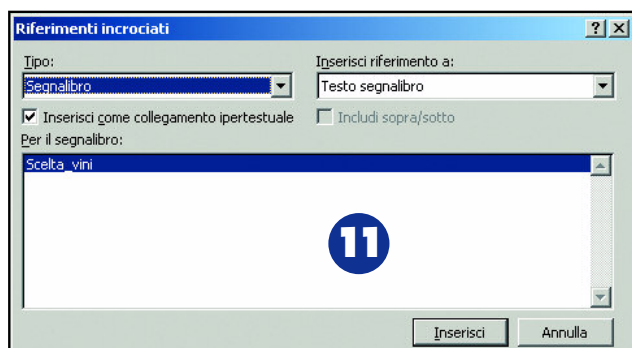 Riferimenti incrociati
Tipo:
Inserisci riferimento a:
Segnalibro
Testo segnalibro
Inserisci come collegamento ipertestuale
Includi sopra/sotto
Per il segnalibro:
Scelta_vini
11
Inserisci
Annulla